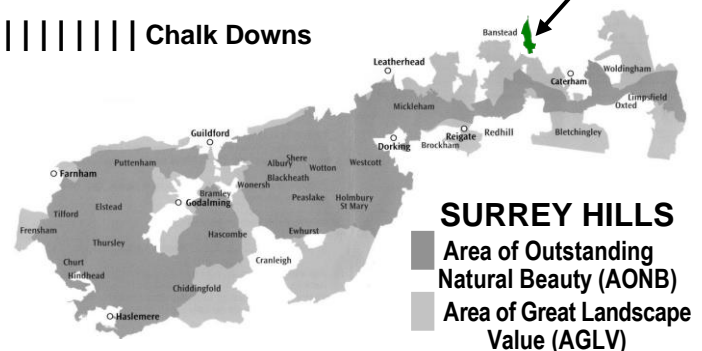 | | | | | | | | Chalk Downs
Banstead
Leatherhead
Caterham
Woldingham
Limpsfield
Oxted
Mickleham
Guildford
Dorking
Brockham
Reigate
Redhill
Bletchingley
Puttenham
Shere
Albury
Wotton
Westcott
Farnham
Blackheath
Wonersh
Bramley
Godalming
Peaslake
Holmbury
St Mary
Tilford
Elstead
Frensham
Thursley
Hascombe
Ewhurst
Cranleigh
Churt
Hindhead
Chiddingfold
Haslemere
SURREY HILLS
Area of Outstanding
Natural Beauty (AONB)
Area of Great Landscape
Value (AGLV)